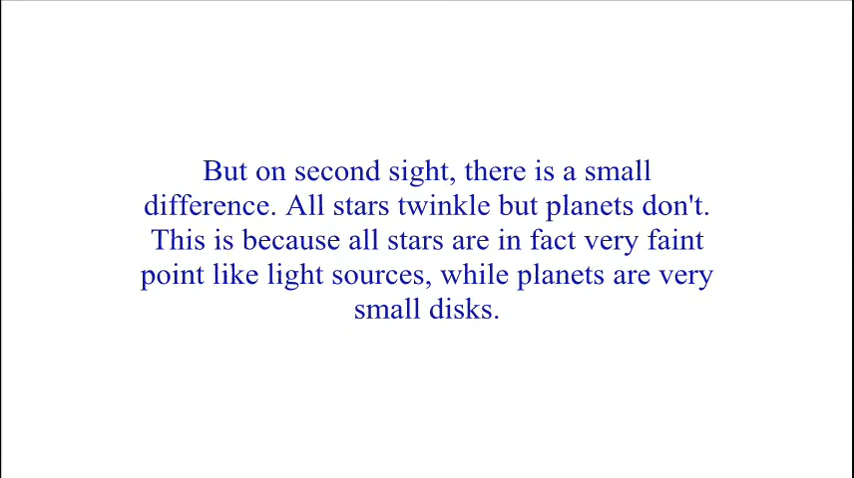 But on second sight, there is a small
difference. All stars twinkle but planets don't.
This is because all stars are in fact very faint
point like light sources, while planets are very
small disks.